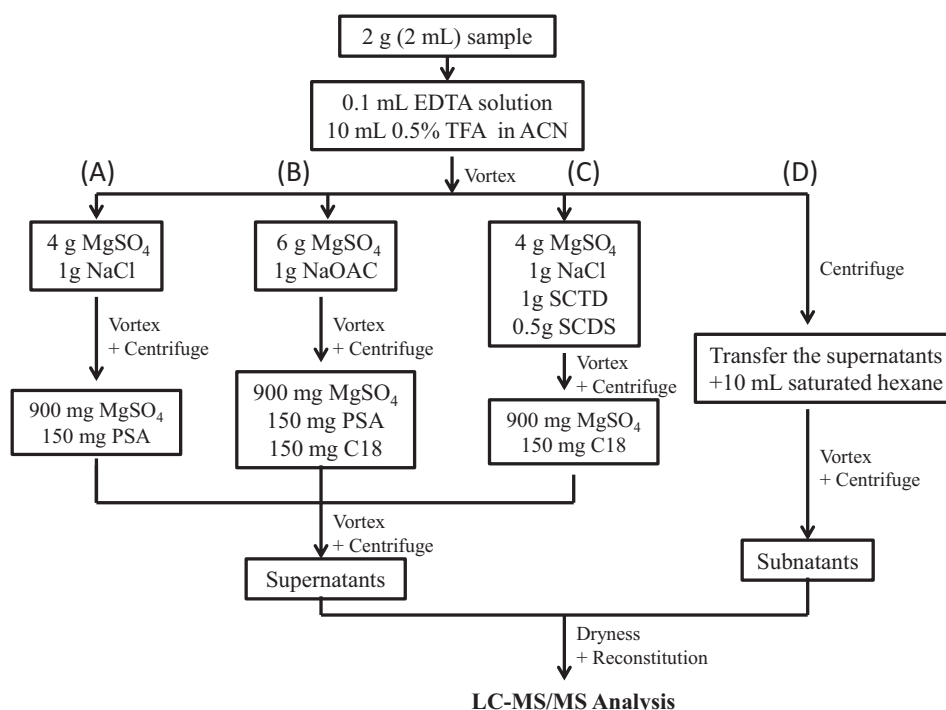 2 g (2 mL) sample
0.1 mL EDTA solution
10 mL 0.5% TFA in ACN
Vortex
(A)
(B)
(C)
(D)
4 g MgSO₄
1g NaCl
6 g MgSO₄
1g NaOAC
4 g MgSO₄
1g NaCl
1g SCTD
0.5g SCDS
Centrifuge
Vortex
+ Centrifuge
Vortex
+ Centrifuge
Vortex
+ Centrifuge
Transfer the supernatants
+10 mL saturated hexane
900 mg MgSO₄
150 mg PSA
900 mg MgSO₄
150 mg PSA
150 mg C18
900 mg MgSO₄
150 mg C18
Vortex
+ Centrifuge
Vortex
+ Centrifuge
Supernatants
Subnatants
Dryness
+ Reconstitution
LC-MS/MS Analysis